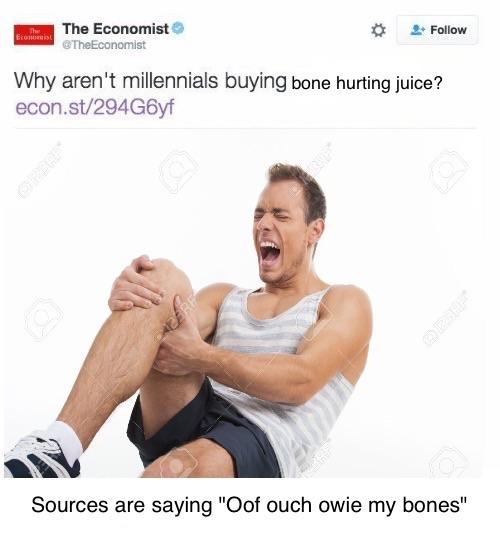 The Economist
The Economist
@TheEconomist
Follow
Why aren't millennials buying bone hurting juice?
econ.st/294G6yf
Sources are saying "Oof ouch owie my bones"